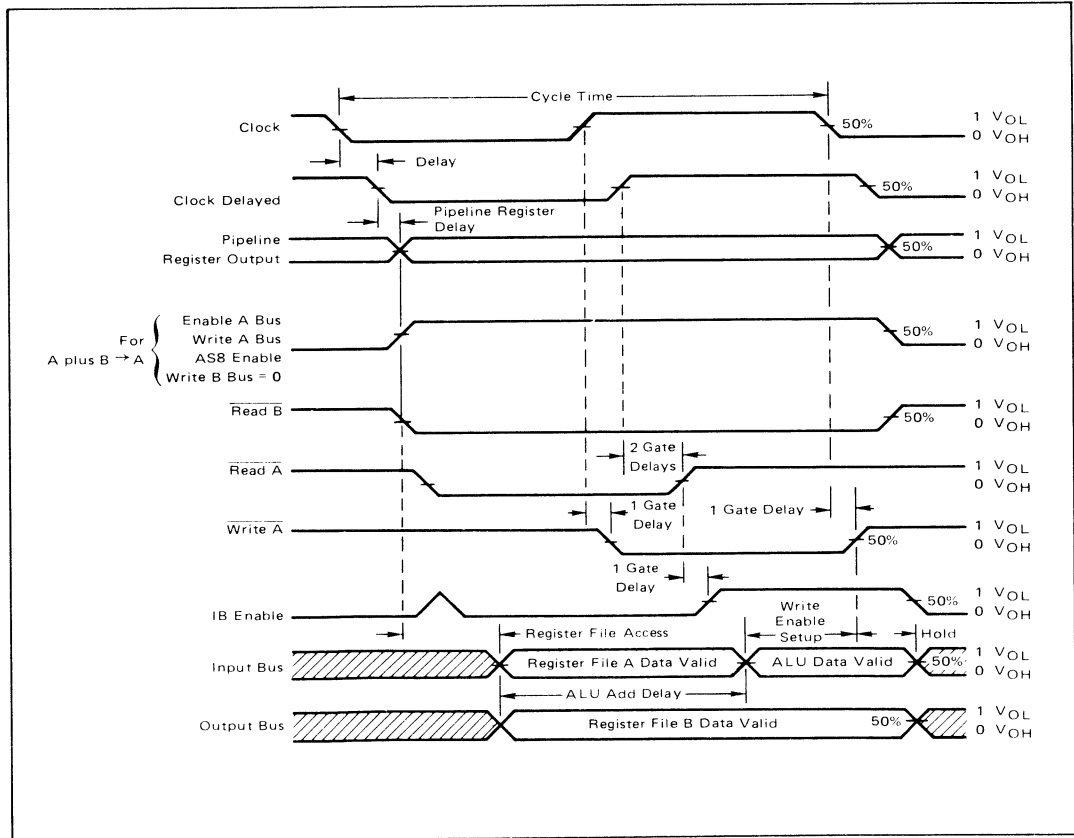 Cycle Time
Clock
50%
1 VOL
0 VOH
Delay
Clock Delayed
50%
1 VOL
0 VOH
Pipeline Register
Delay
Pipeline
Register Output
50%
1 VOL
0 VOH
For
A plus B → A
Enable A Bus
Write A Bus
AS8 Enable
Write B Bus = 0
50%
1 VOL
0 VOH
Read B
50%
1 VOL
0 VOH
2 Gate
Delays
Read A
1 VOL
0 VOH
1 Gate
Delay
1 Gate Delay
Write A
50%
1 VOL
0 VOH
1 Gate
Delay
IB Enable
50%
1 VOL
0 VOH
Write
Enable
Setup
Hold
Register File Access
Input Bus
Register File A Data Valid
ALU Data Valid
50%
1 VOL
0 VOH
ALU Add Delay
Output Bus
Register File B Data Valid
50%
1 VOL
0 VOH